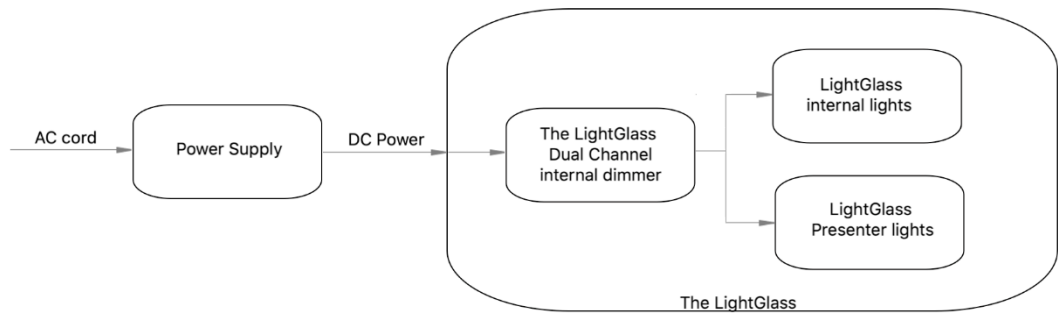 AC cord
Power Supply
DC Power
The LightGlass
Dual Channel
internal dimmer
LightGlass
internal lights
LightGlass
Presenter lights
The LightGlass